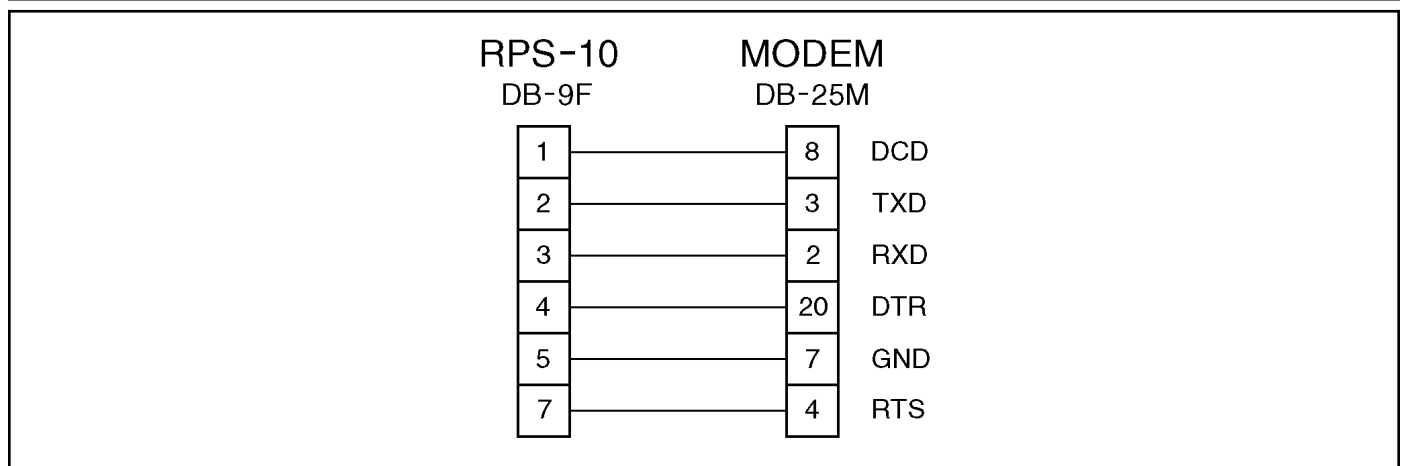 RPS-10 MODEM
DB-9F DB-25M
1 8 DCD
2 3 TXD
3 2 RXD
4 20 DTR
5 7 GND
7 4 RTS